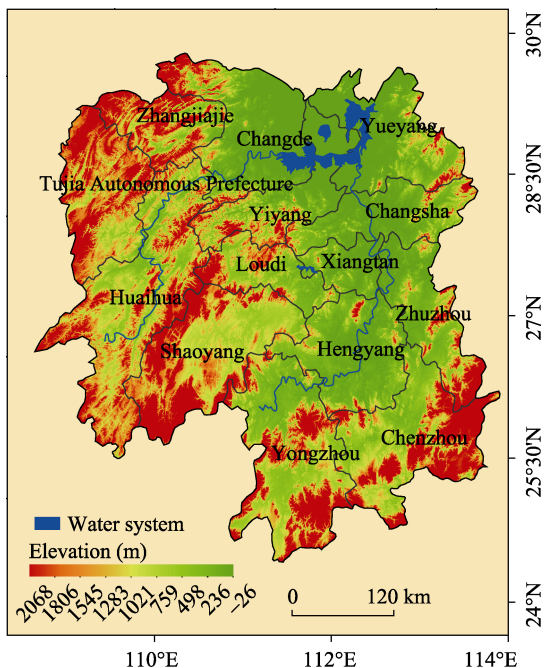 30°N
Zhangjiajie
Changde
Yueyang
28°30'N
Tujia Autonomous Prefecture
Yiyang
Changsha
Loudi
Xiangtan
Huaihua
27°N
Zhuzhou
Shaoyang
Hengyang
Chenzhou
Yongzhou
25°30'N
Water system
Elevation (m)
2068 1806 1545 1283 1021 759 498 236 −26
0 120 km
24°N
110°E 112°E 114°E